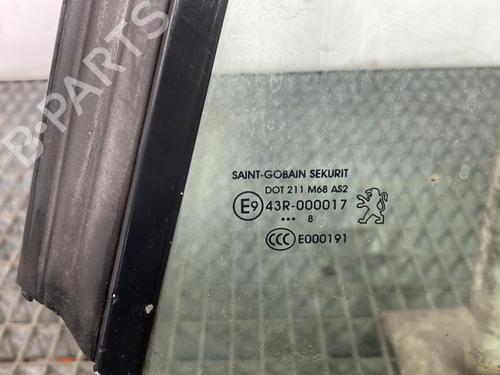 B-PARTS
SAINT-GOBAIN SEKURIT
DOT 211 M68 AS2
E9 43R-000017
... 8
CCC E000191